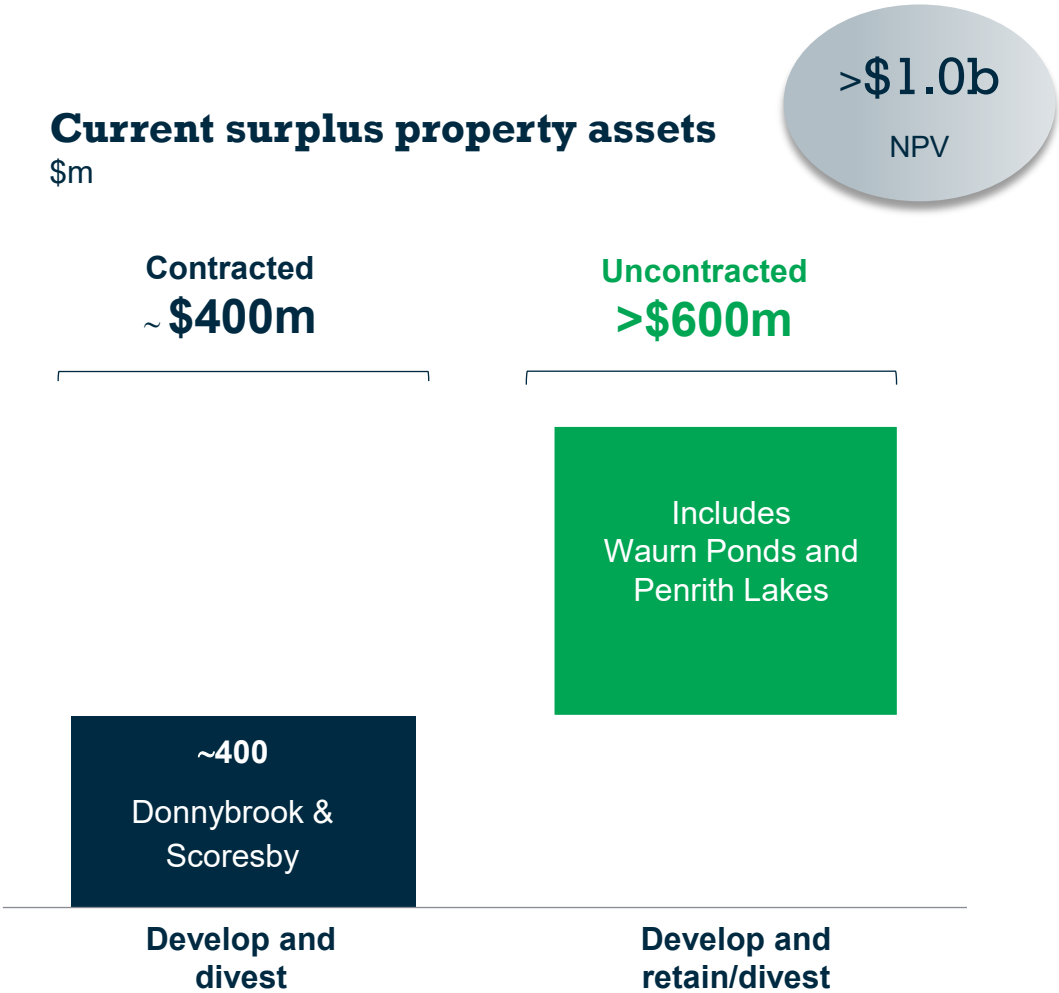 >$1.0b
NPV
Current surplus property assets
$m
Contracted
~ $400m
Uncontracted
>$600m
Includes
Waurn Ponds and
Penrith Lakes
~400
Donnybrook &
Scoresby
Develop and
divest
Develop and
retain/divest